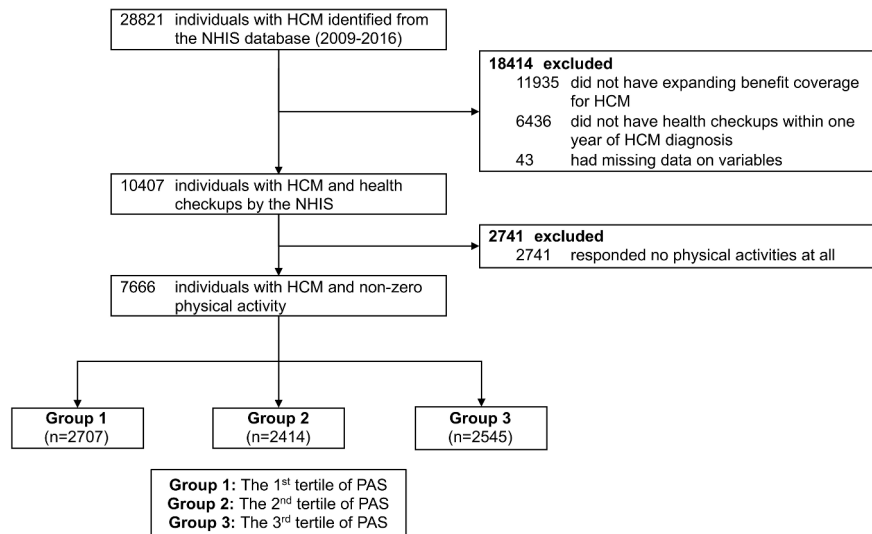 28821 individuals with HCM identified from
the NHIS database (2009-2016)
18414 excluded
11935 did not have expanding benefit coverage
for HCM
6436 did not have health checkups within one
year of HCM diagnosis
43 had missing data on variables
10407 individuals with HCM and health
checkups by the NHIS
2741 excluded
2741 responded no physical activities at all
7666 individuals with HCM and non-zero
physical activity
Group 1
(n=2707)
Group 2
(n=2414)
Group 3
(n=2545)
Group 1: The 1st tertile of PAS
Group 2: The 2nd tertile of PAS
Group 3: The 3rd tertile of PAS